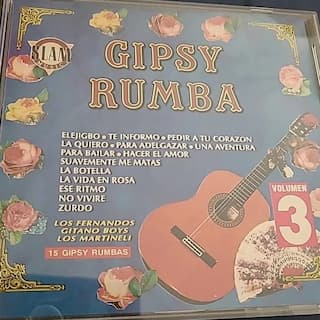 BIAM
GIPSY
RUMBA
ELEJIGBO • TE INFORMO • PEDIR A TU CORAZON
LA QUIERO • PARA ADELGAZAR • UNA AVENTURA
PARA BAILAR • HACER EL AMOR
SUAVEMENTE ME MATAS
LA BOTELLA
LA VIDA EN ROSA
ESE RITMO
NO VIVIRE
ZURDO
LOS FERNANDOS
GITANO BOYS
LOS MARTINELI
15 GIPSY RUMBAS
VOLUMEN
3